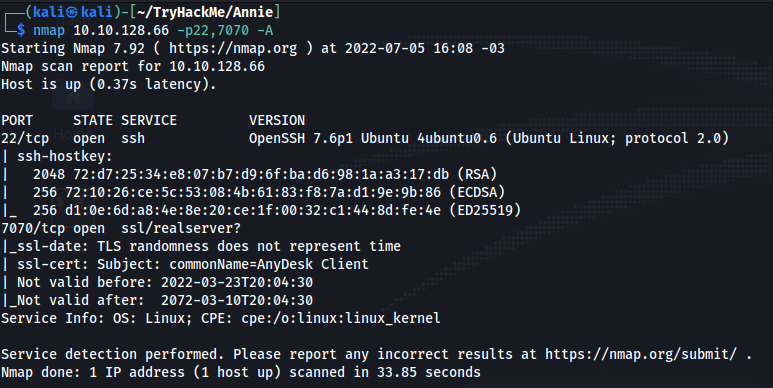 ┌──(kali㉿kali)-[~/TryHackMe/Annie]
└─$ nmap 10.10.128.66 -p22,7070 -A
Starting Nmap 7.92 ( https://nmap.org ) at 2022-07-05 16:08 -03
Nmap scan report for 10.10.128.66
Host is up (0.37s latency).

PORT     STATE SERVICE         VERSION
22/tcp   open  ssh             OpenSSH 7.6p1 Ubuntu 4ubuntu0.6 (Ubuntu Linux; protocol 2.0)
| ssh-hostkey:
|   2048 72:d7:25:34:e8:07:b7:d9:6f:ba:d6:98:1a:a3:17:db (RSA)
|   256 72:10:26:ce:5c:53:08:4b:61:83:f8:7a:d1:9e:9b:86 (ECDSA)
|_  256 d1:0e:6d:a8:4e:8e:20:ce:1f:00:32:c1:44:8d:fe:4e (ED25519)
7070/tcp open  ssl/realserver?
|_ssl-date: TLS randomness does not represent time
| ssl-cert: Subject: commonName=AnyDesk Client
| Not valid before: 2022-03-23T20:04:30
|_Not valid after:  2072-03-10T20:04:30
Service Info: OS: Linux; CPE: cpe:/o:linux:linux_kernel

Service detection performed. Please report any incorrect results at https://nmap.org/submit/ .
Nmap done: 1 IP address (1 host up) scanned in 33.85 seconds